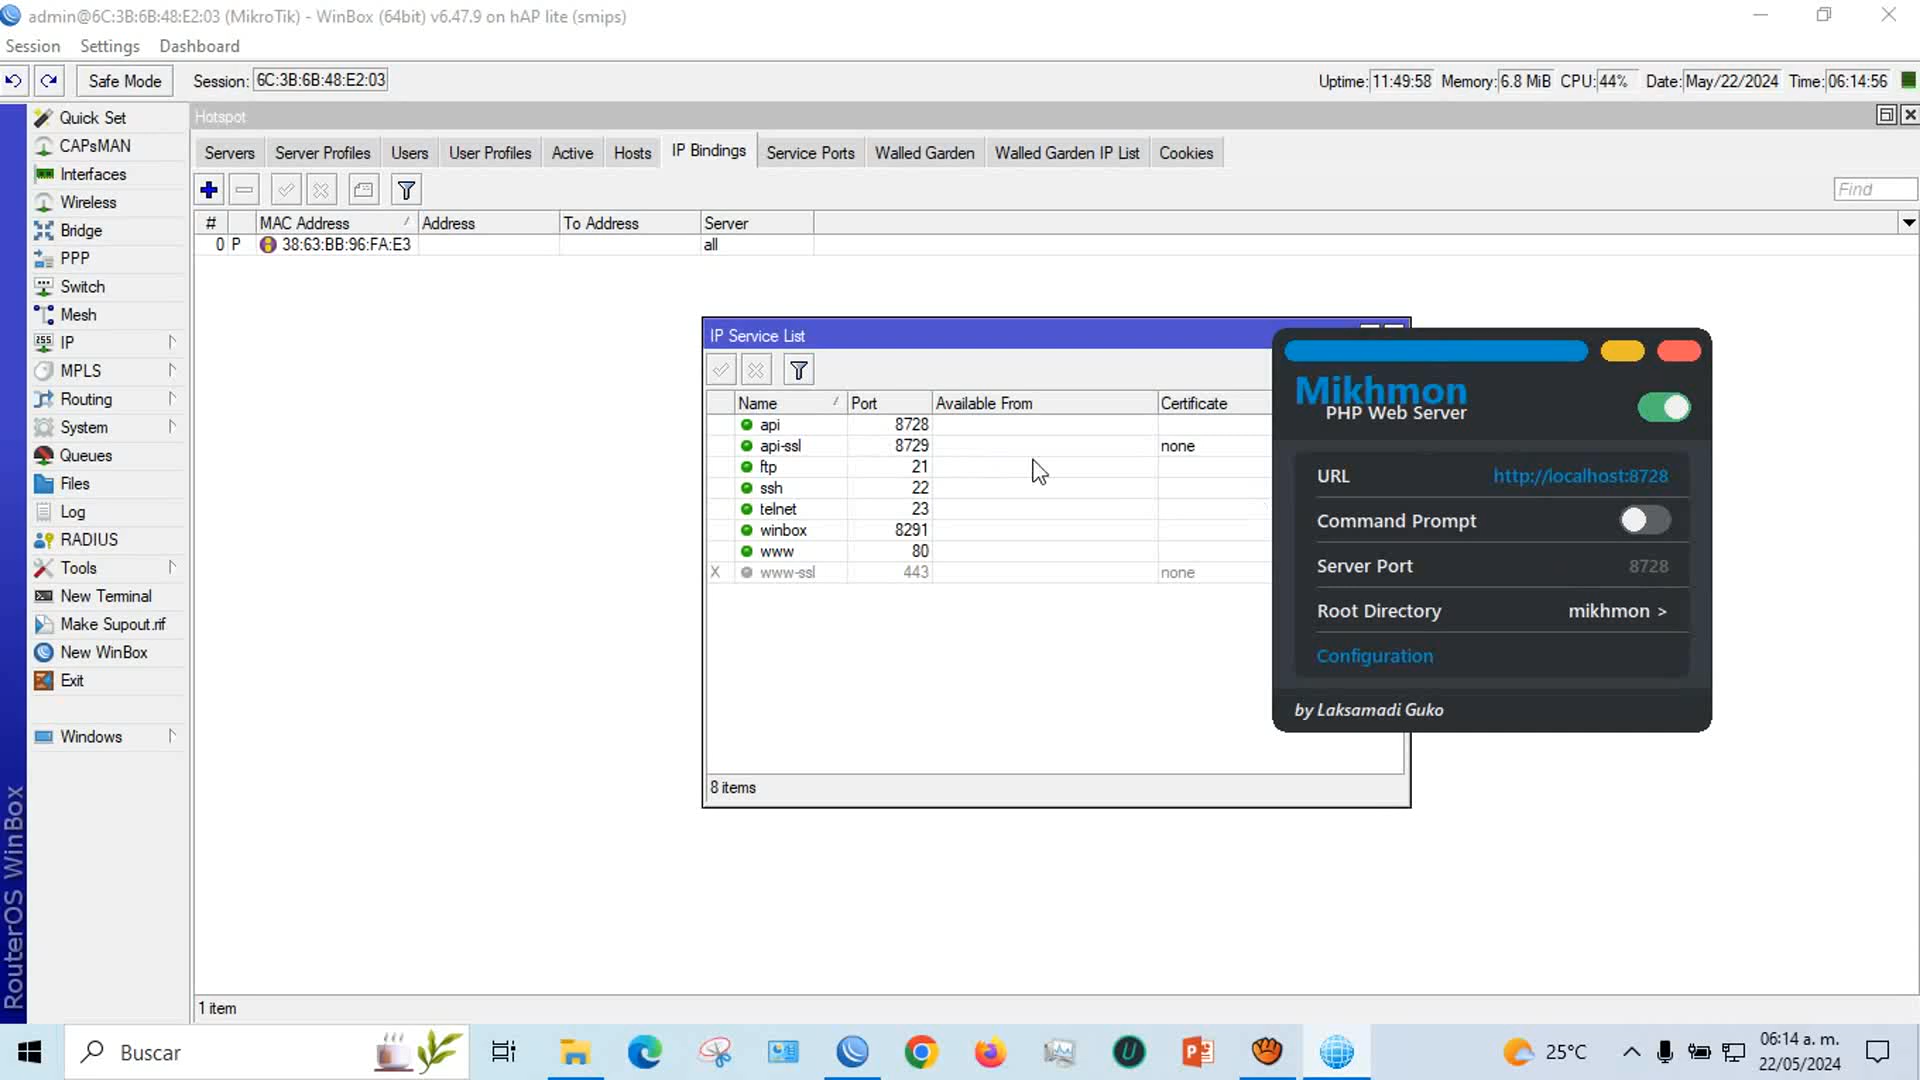 admin@6C:3B:6B:48:E2:03 (MikroTik) - WinBox (64bit) v6.47.9 on hAP lite (smips)
Session Settings Dashboard
Safe Mode Session: 6C:3B:6B:48:E2:03 Uptime: 11:49:58 Memory: 6.8 MiB CPU: 44% Date: May/22/2024 Time: 06:14:56
Quick Set
CAPsMAN
Interfaces
Wireless
Bridge
PPP
Switch
Mesh
IP
MPLS
Routing
System
Queues
Files
Log
RADIUS
Tools
New Terminal
Make Supout.rif
New WinBox
Exit
Windows
RouterOS WinBox
Hotspot
Servers Server Profiles Users User Profiles Active Hosts IP Bindings Service Ports Walled Garden Walled Garden IP List Cookies
Find
# MAC Address Address To Address Server
0 P 38:63:BB:96:FA:E3 all
IP Service List
Name Port Available From Certificate
api 8728
api-ssl 8729 none
ftp 21
ssh 22
telnet 23
winbox 8291
www 80
X www-ssl 443 none
8 items
Mikhmon
PHP Web Server
URL http://localhost:8728
Command Prompt
Server Port 8728
Root Directory mikhmon >
Configuration
by Laksamadi Guko
1 item
Buscar
25°C
06:14 a. m.
22/05/2024